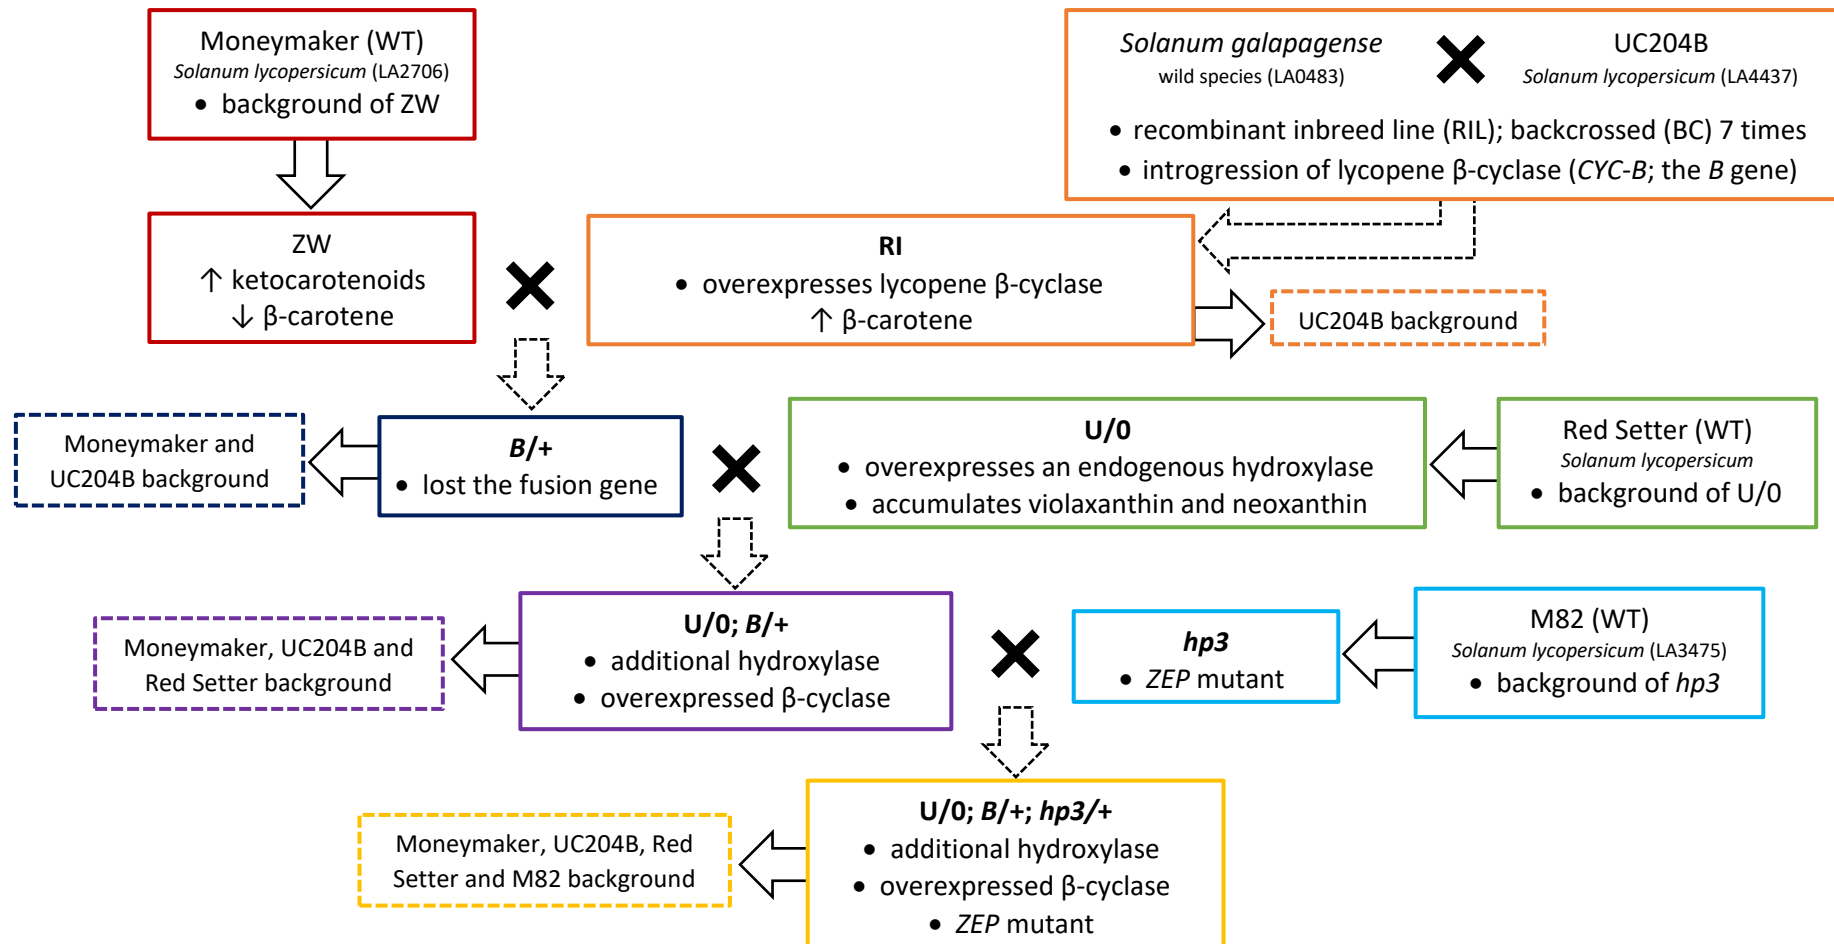 Moneymaker (WT)
Solanum lycopersicum (LA2706)
• background of ZW
Solanum galapagense
wild species (LA0483)
UC204B
Solanum lycopersicum (LA4437)
• recombinant inbreed line (RIL); backcrossed (BC) 7 times
• introgression of lycopene β-cyclase (CYC-B; the B gene)
ZW
↑ ketocarotenoids
↓ β-carotene
RI
• overexpresses lycopene β-cyclase
↑ β-carotene
UC204B background
Moneymaker and
UC204B background
B/+
• lost the fusion gene
U/0
• overexpresses an endogenous hydroxylase
• accumulates violaxanthin and neoxanthin
Red Setter (WT)
Solanum lycopersicum
• background of U/0
Moneymaker, UC204B and
Red Setter background
U/0; B/+
• additional hydroxylase
• overexpressed β-cyclase
hp3
• ZEP mutant
M82 (WT)
Solanum lycopersicum (LA3475)
• background of hp3
Moneymaker, UC204B, Red
Setter and M82 background
U/0; B/+; hp3/+
• additional hydroxylase
• overexpressed β-cyclase
• ZEP mutant